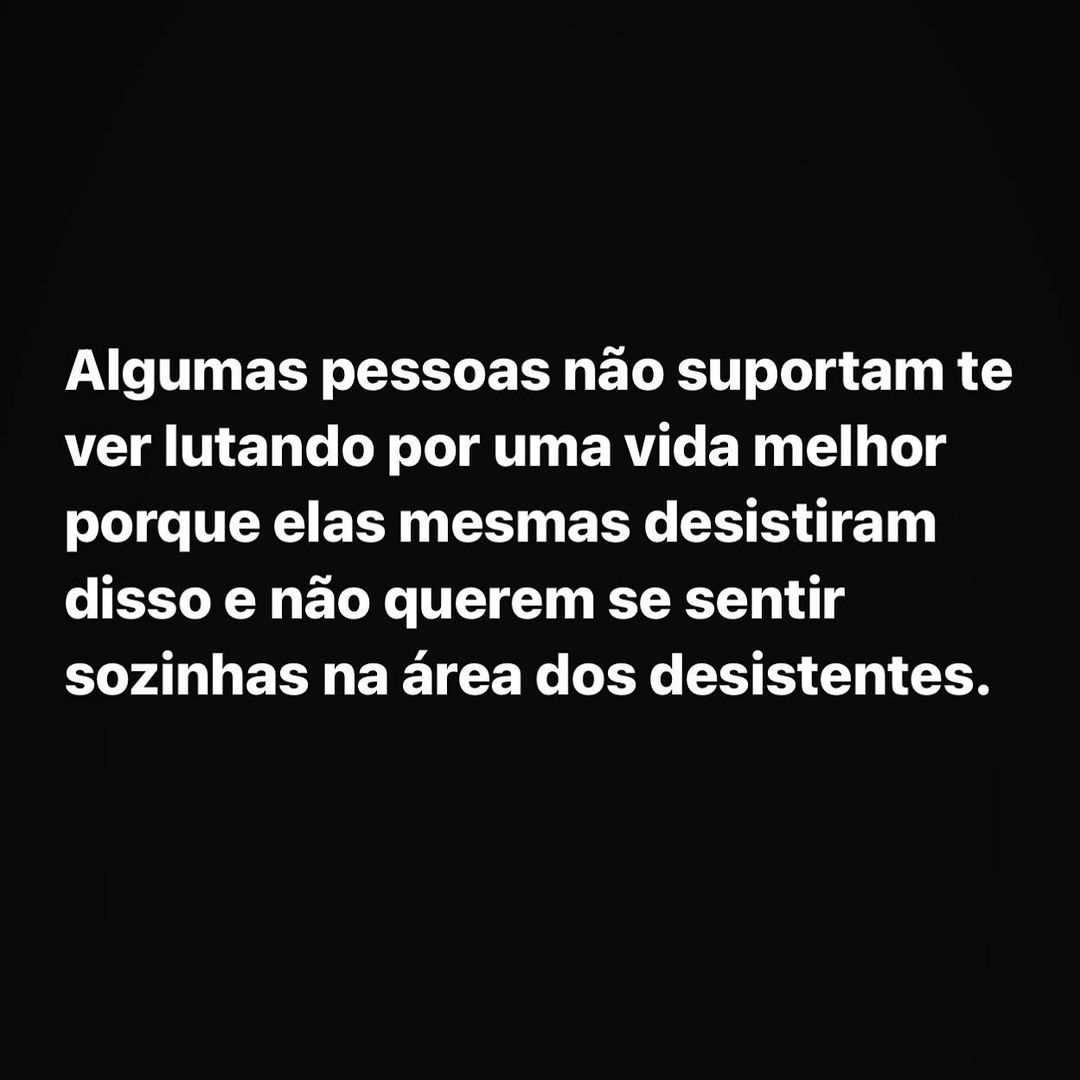 Algumas pessoas não suportam te
ver lutando por uma vida melhor
porque elas mesmas desistiram
disso e não querem se sentir
sozinhas na área dos desistentes.